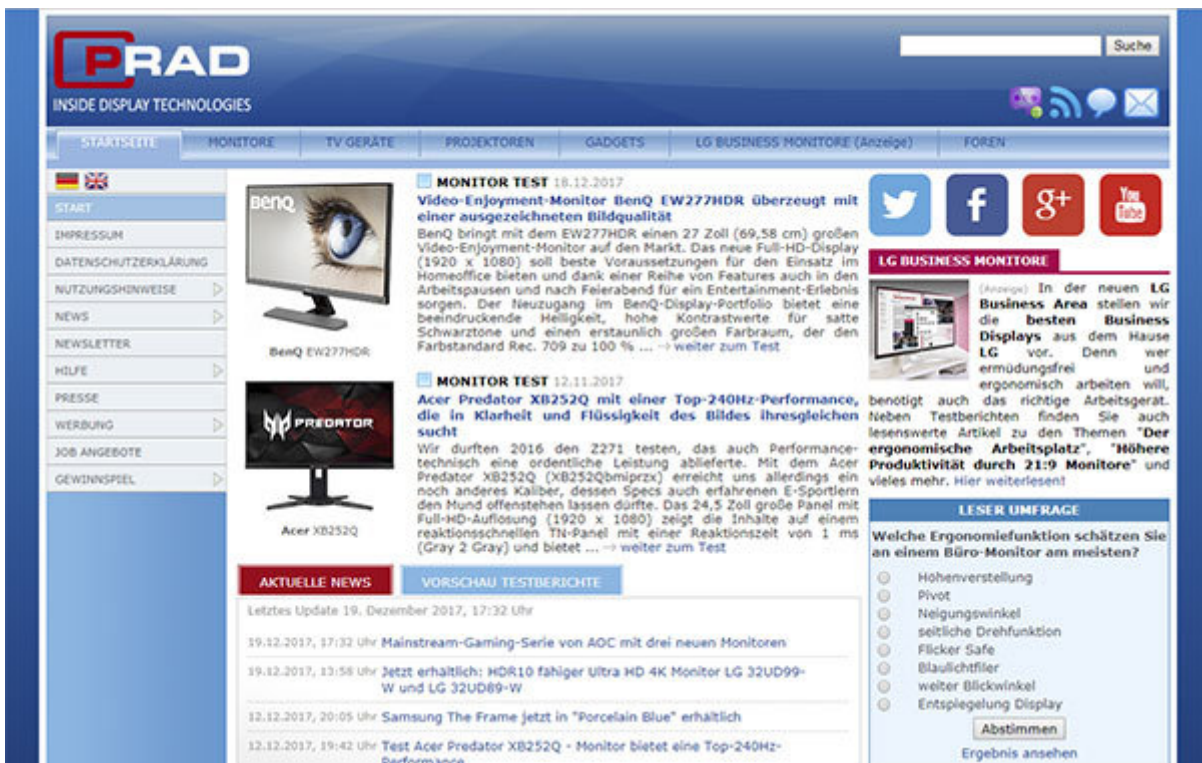 PRAD
INSIDE DISPLAY TECHNOLOGIES
Suche
STARTSEITE
MONITORE
TV GERÄTE
PROJEKTOREN
GADGETS
LG BUSINESS MONITORE (Anzeige)
FOREN
START
IMPRESSUM
DATENSCHUTZERKLÄRUNG
NUTZUNGSHINWEISE
NEWS
NEWSLETTER
HILFE
PRESSE
WERBUNG
JOB ANGEBOTE
GEWINNSPIEL
BenQ
BenQ EW277HDR
MONITOR TEST 18.12.2017
Video-Enjoyment-Monitor BenQ EW277HDR überzeugt mit
einer ausgezeichneten Bildqualität
BenQ bringt mit dem EW277HDR einen 27 Zoll (69,58 cm) großen
Video-Enjoyment-Monitor auf den Markt. Das neue Full-HD-Display
(1920 x 1080) soll beste Voraussetzungen für den Einsatz im
Homeoffice bieten und dank einer Reihe von Features auch in den
Arbeitspausen und nach Feierabend für ein Entertainment-Erlebnis
sorgen. Der Neuzugang im BenQ-Display-Portfolio bietet eine
beeindruckende Helligkeit, hohe Kontrastwerte für satte
Schwarztöne und einen erstaunlich großen Farbraum, der den
Farbstandard Rec. 709 zu 100 % ... → weiter zum Test
PREDATOR
Acer XB252Q
MONITOR TEST 12.11.2017
Acer Predator XB252Q mit einer Top-240Hz-Performance,
die in Klarheit und Flüssigkeit des Bildes ihresgleichen
sucht
Wir durften 2016 den Z271 testen, das auch Performance-
technisch eine ordentliche Leistung ablieferte. Mit dem Acer
Predator XB252Q (XB252Qbmiprzx) erreicht uns allerdings ein
noch anderes Kaliber, dessen Specs auch erfahrenen E-Sportlern
den Mund offenstehen lassen dürfte. Das 24,5 Zoll große Panel mit
Full-HD-Auflösung (1920 x 1080) zeigt die Inhalte auf einem
reaktionsschnellen TN-Panel mit einer Reaktionszeit von 1 ms
(Gray 2 Gray) und bietet ... → weiter zum Test
AKTUELLE NEWS
VORSCHAU TESTBERICHTE
Letztes Update 19. Dezember 2017, 17:32 Uhr
19.12.2017, 17:32 Uhr Mainstream-Gaming-Serie von AOC mit drei neuen Monitoren
19.12.2017, 13:58 Uhr Jetzt erhältlich: HDR10 fähiger Ultra HD 4K Monitor LG 32UD99-
W und LG 32UD89-W
12.12.2017, 20:05 Uhr Samsung The Frame jetzt in "Porcelain Blue" erhältlich
12.12.2017, 19:42 Uhr Test Acer Predator XB252Q - Monitor bietet eine Top-240Hz-
Performance
f
g+
You
Tube
LG BUSINESS MONITORE
(Anzeige) In der neuen LG
Business Area stellen wir
die besten Business
Displays aus dem Hause
LG vor. Denn wer
ermüdungsfrei und
ergonomisch arbeiten will,
benötigt auch das richtige Arbeitsgerät.
Neben Testberichten finden Sie auch
lesenswerte Artikel zu den Themen "Der
ergonomische Arbeitsplatz", "Höhere
Produktivität durch 21:9 Monitore" und
vieles mehr. Hier weiterlesen!
LESER UMFRAGE
Welche Ergonomiefunktion schätzen Sie
an einem Büro-Monitor am meisten?
Höhenverstellung
Pivot
Neigungswinkel
seitliche Drehfunktion
Flicker Safe
Blaulichtfiler
weiter Blickwinkel
Entspiegelung Display
Abstimmen
Ergebnis ansehen